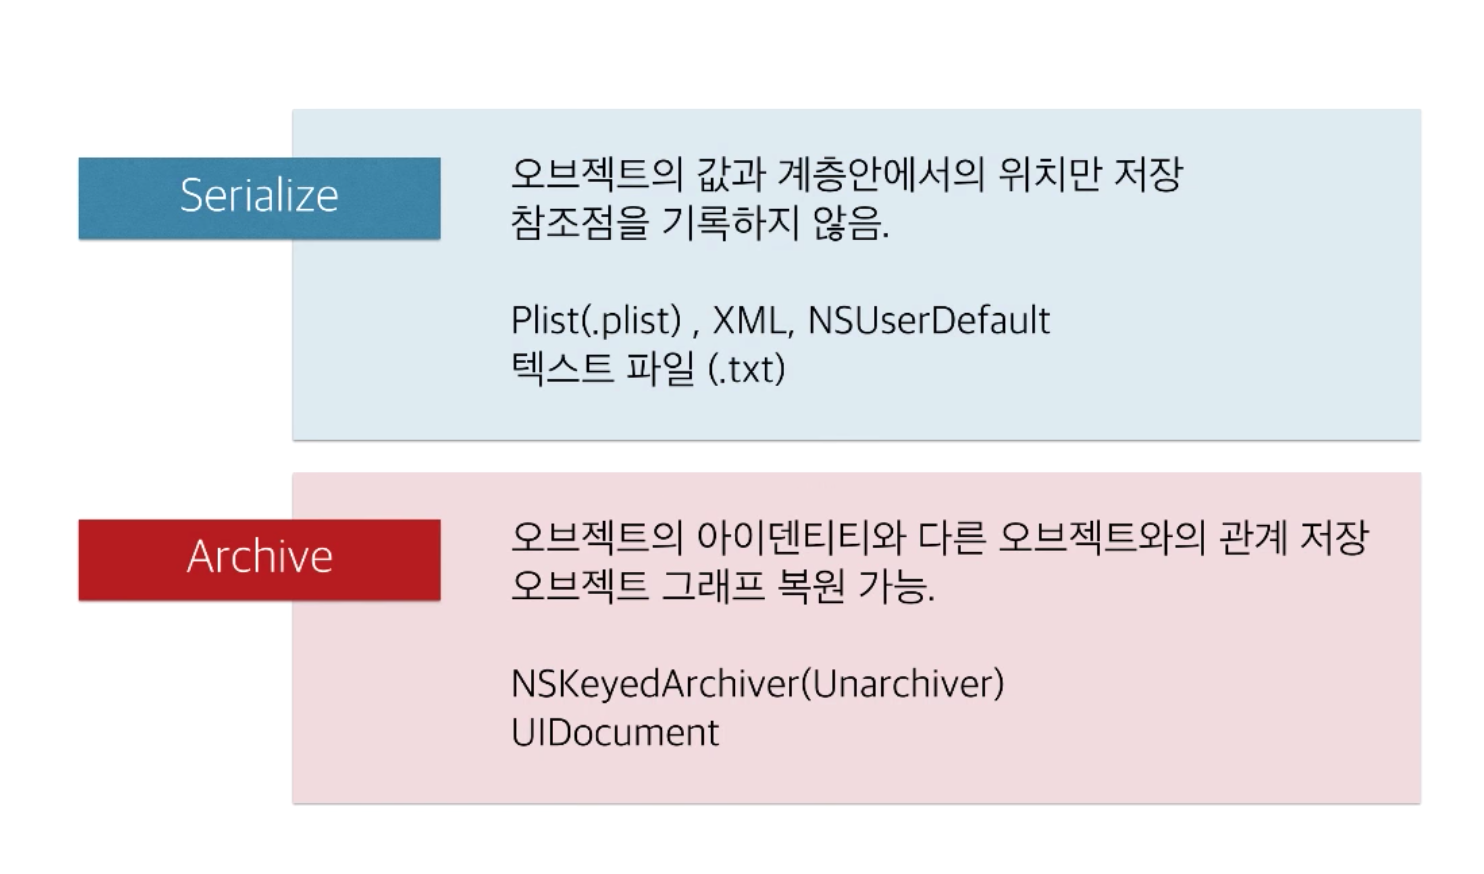 Serialize
오브젝트의 값과 계층안에서의 위치만 저장
참조점을 기록하지 않음.
Plist(.plist) , XML, NSUserDefault
텍스트 파일 (.txt)
Archive
오브젝트의 아이덴티티와 다른 오브젝트와의 관계 저장
오브젝트 그래프 복원 가능.
NSKeyedArchiver(Unarchiver)
UIDocument